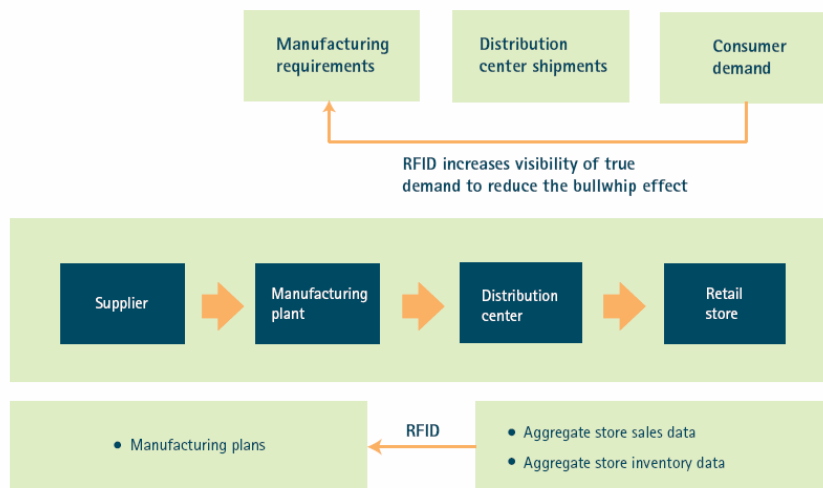 Manufacturing
requirements
Distribution
center shipments
Consumer
demand
RFID increases visibility of true
demand to reduce the bullwhip effect
Supplier
Manufacturing
plant
Distribution
center
Retail
store
• Manufacturing plans
RFID
• Aggregate store sales data
• Aggregate store inventory data